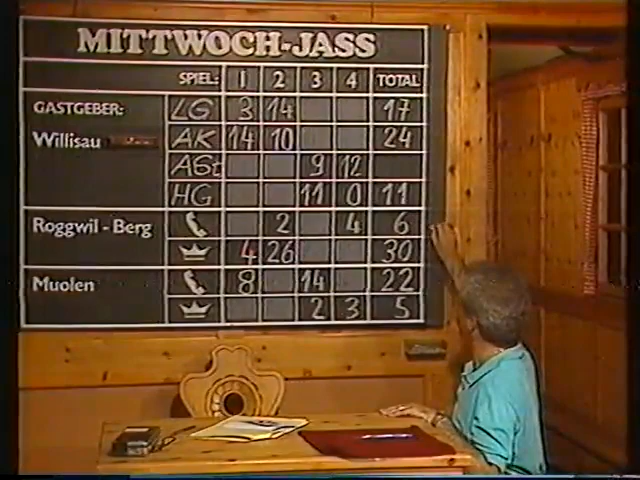 MITTWOCH-JASS
SPIEL: 1 2 3 4 TOTAL
GASTGEBER: LG 3 14 17
Willisau AK 14 10 24
ASt 9 12
HG 11 0 11
Roggwil - Berg 2 4 6
4 26 30
Muolen 8 14 22
2 3 5